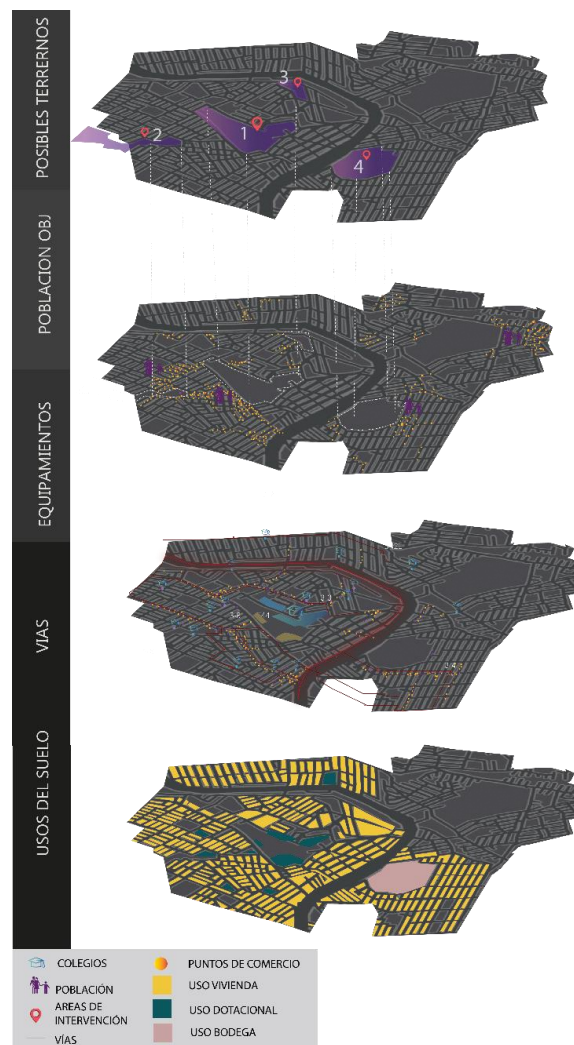 POSIBLES TERRERNOS
3
1
2
4
POBLACION OBJ
EQUIPAMIENTOS
VIAS
USOS DEL SUELO
COLEGIOS
POBLACIÓN
AREAS DE
INTERVENCIÓN
VÍAS
PUNTOS DE COMERCIO
USO VIVIENDA
USO DOTACIONAL
USO BODEGA